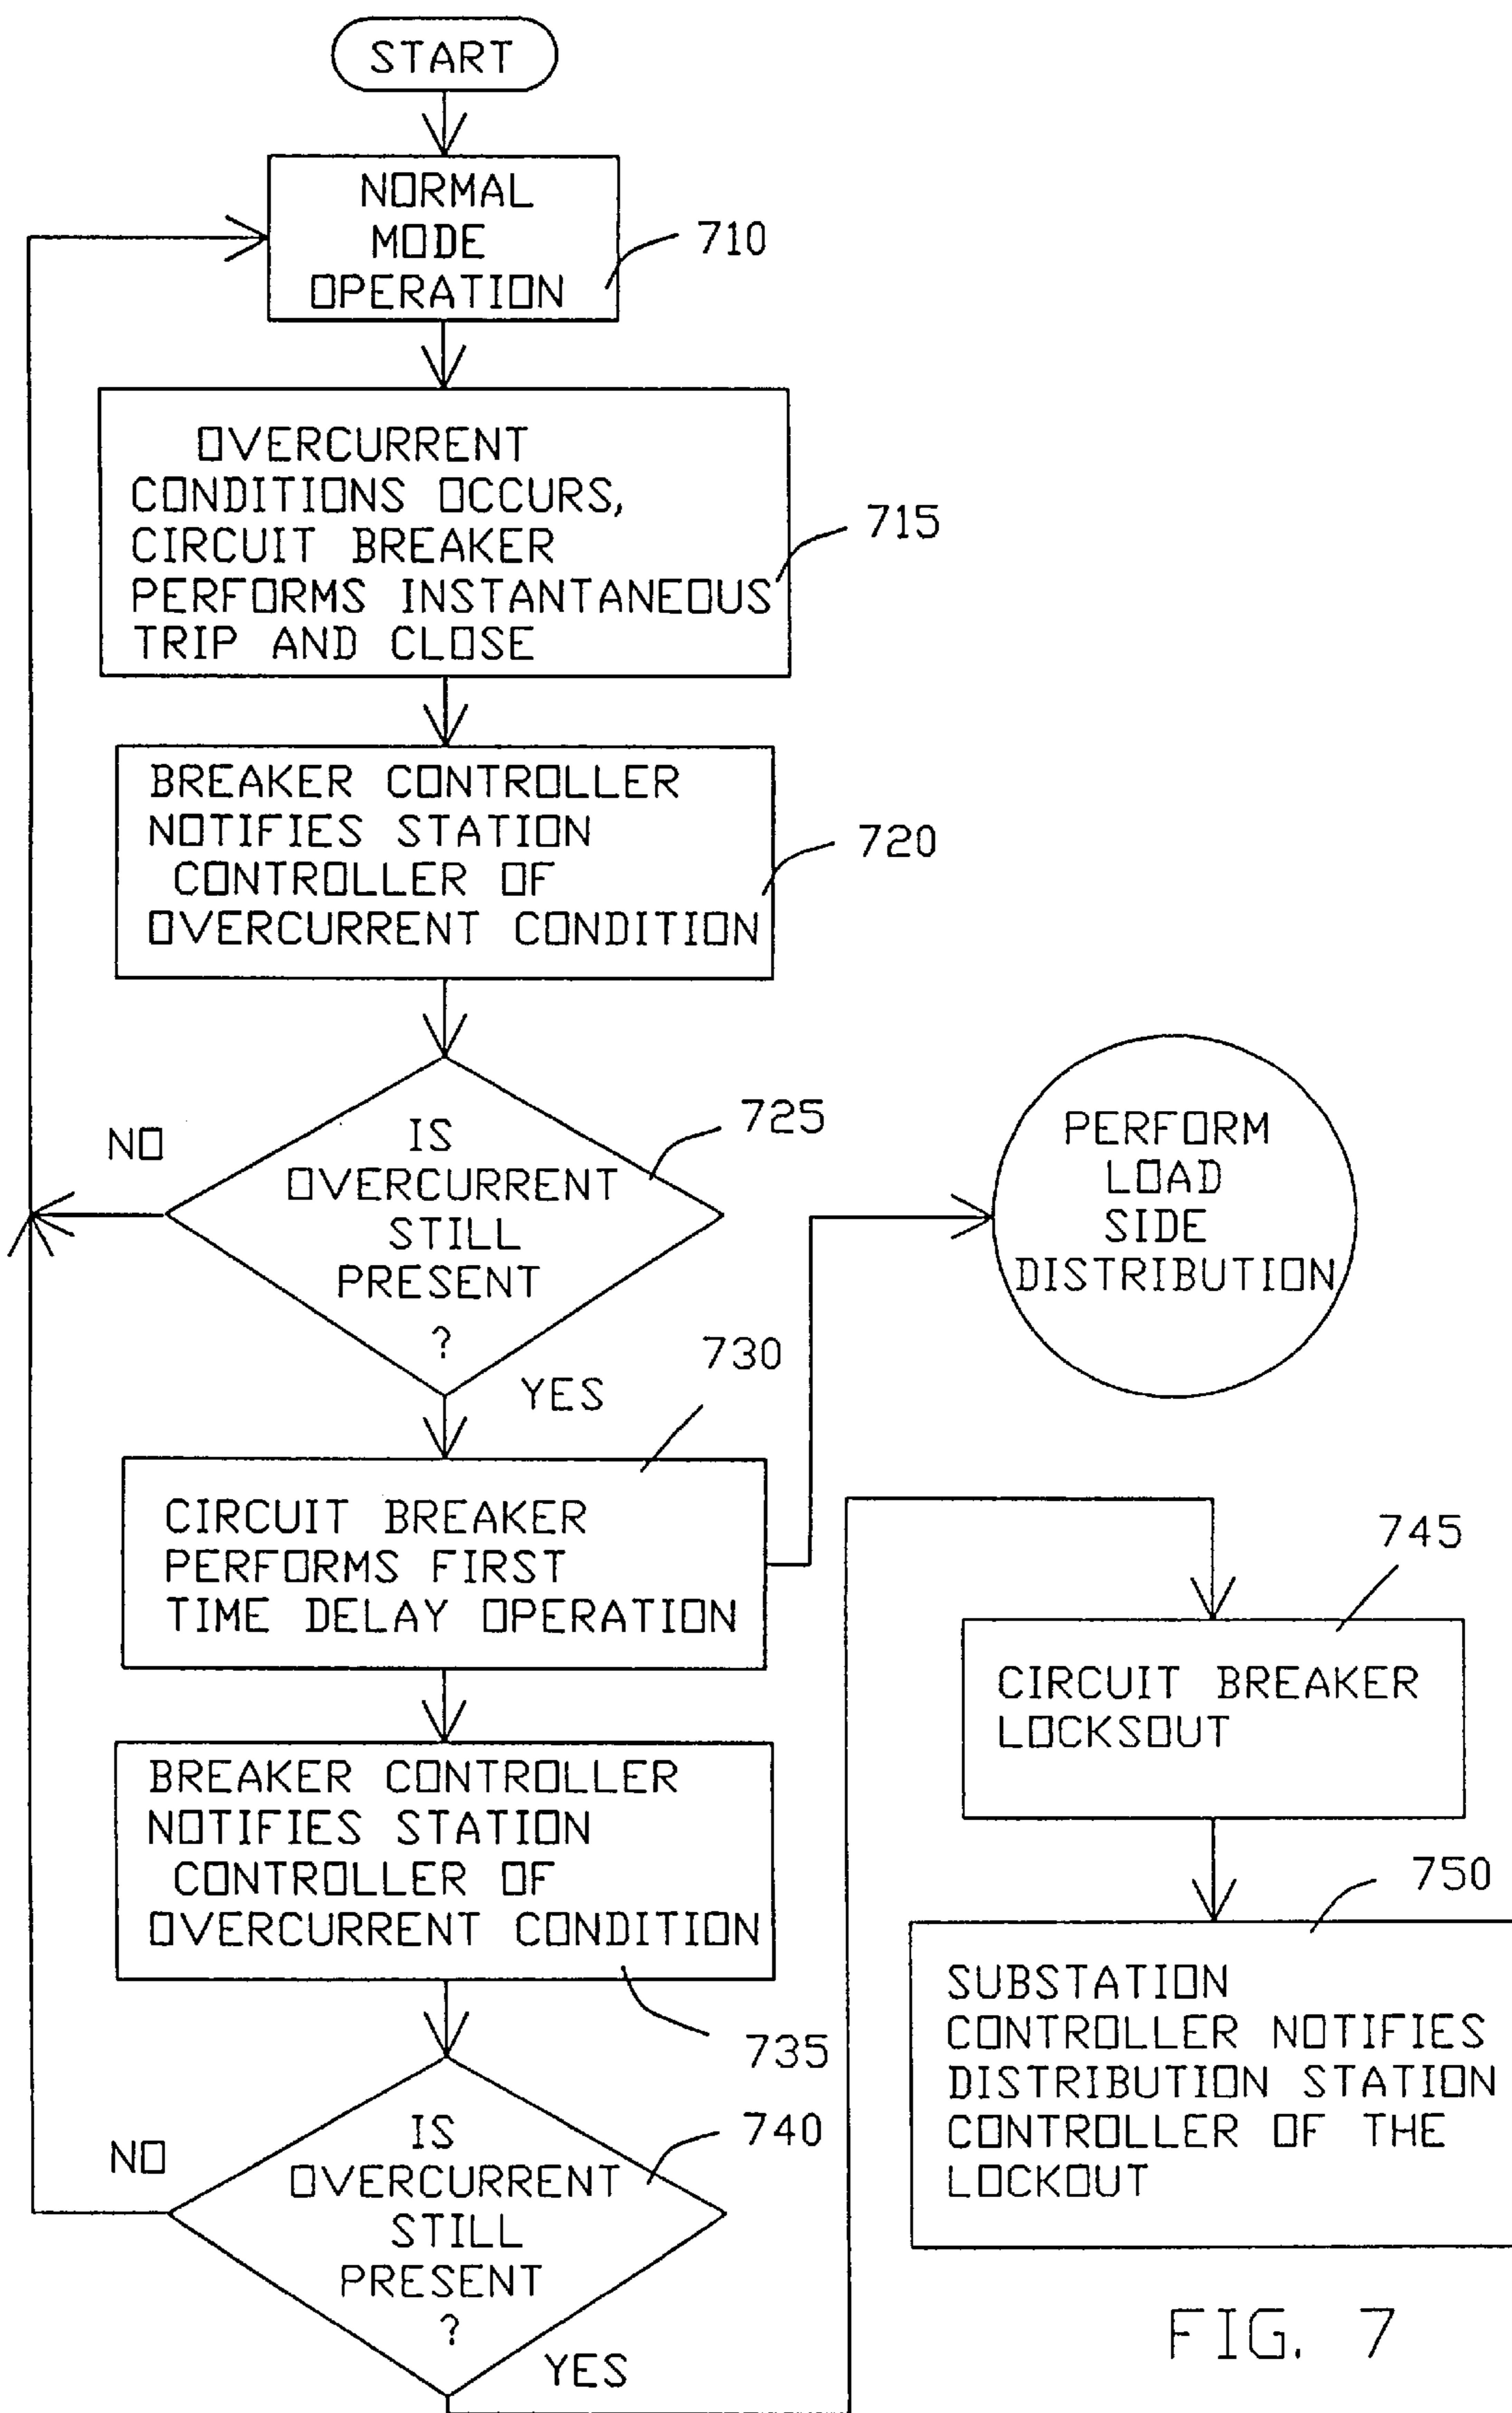 START
NORMAL
MODE
OPERATION
710
OVERCURRENT
CONDITIONS OCCURS,
CIRCUIT BREAKER
PERFORMS INSTANTANEOUS
TRIP AND CLOSE
715
BREAKER CONTROLLER
NOTIFIES STATION
CONTROLLER OF
OVERCURRENT CONDITION
720
IS
OVERCURRENT
STILL
PRESENT
?
725
NO
YES
PERFORM
LOAD
SIDE
DISTRIBUTION
730
CIRCUIT BREAKER
PERFORMS FIRST
TIME DELAY OPERATION
BREAKER CONTROLLER
NOTIFIES STATION
CONTROLLER OF
OVERCURRENT CONDITION
735
IS
OVERCURRENT
STILL
PRESENT
?
740
NO
YES
745
CIRCUIT BREAKER
LOCKSOUT
750
SUBSTATION
CONTROLLER NOTIFIES
DISTRIBUTION STATION
CONTROLLER OF THE
LOCKOUT
FIG. 7